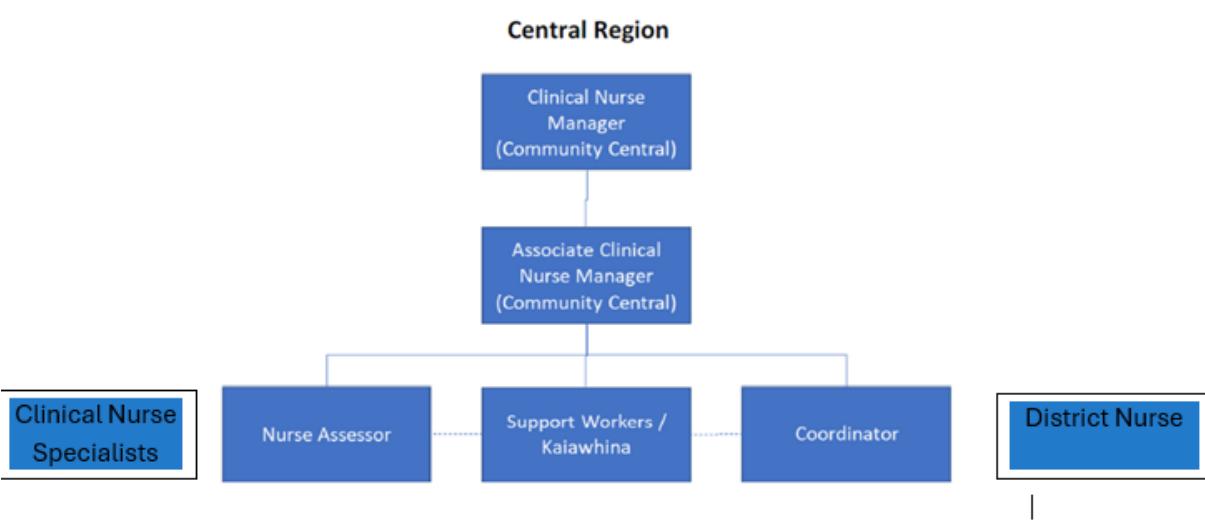 Central Region
Clinical Nurse
Manager
(Community Central)
Associate Clinical
Nurse Manager
(Community Central)
Clinical Nurse
Specialists
Nurse Assessor
Support Workers /
Kaiawhina
Coordinator
District Nurse